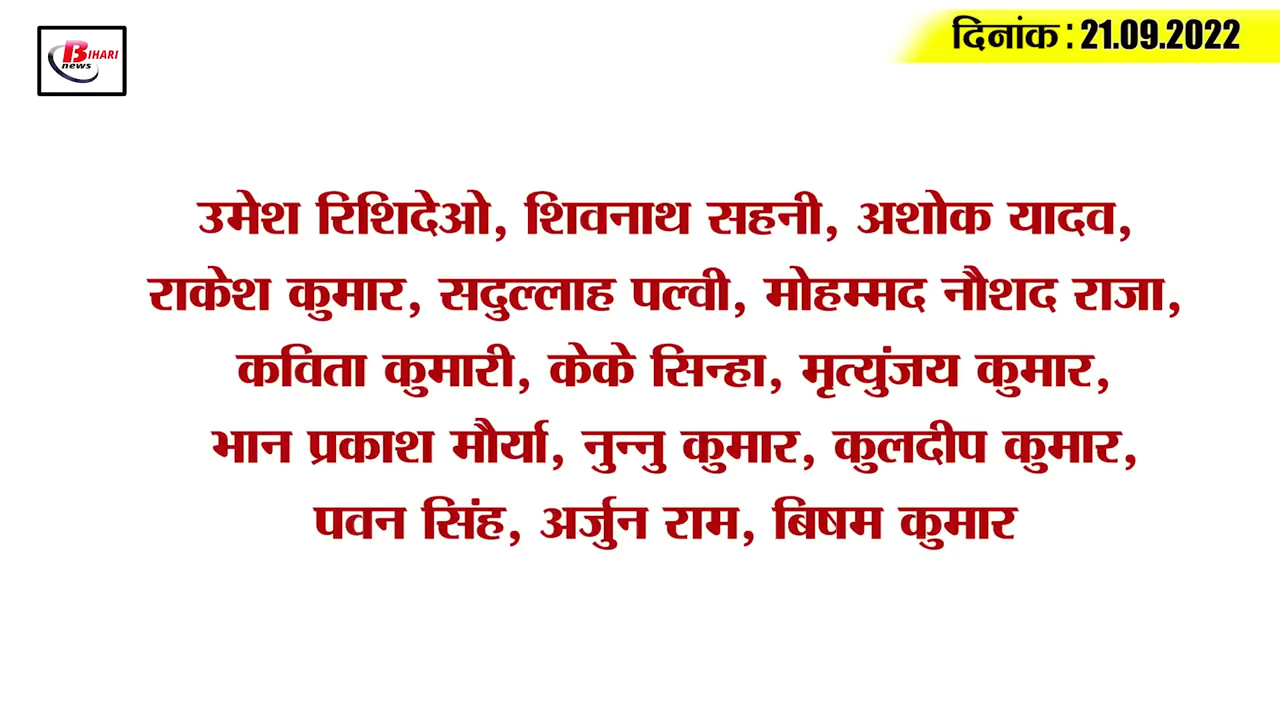 BIHARI
news
दिनांक : 21.09.2022
उमेश रिशिदेओ, शिवनाथ सहनी, अशोक यादव,
राकेश कुमार, सदुल्लाह पल्वी, मोहम्मद नौशद राजा,
कविता कुमारी, केके सिन्हा, मृत्युंजय कुमार,
भान प्रकाश मौर्या, नुन्नु कुमार, कुलदीप कुमार,
पवन सिंह, अर्जुन राम, बिषम कुमार